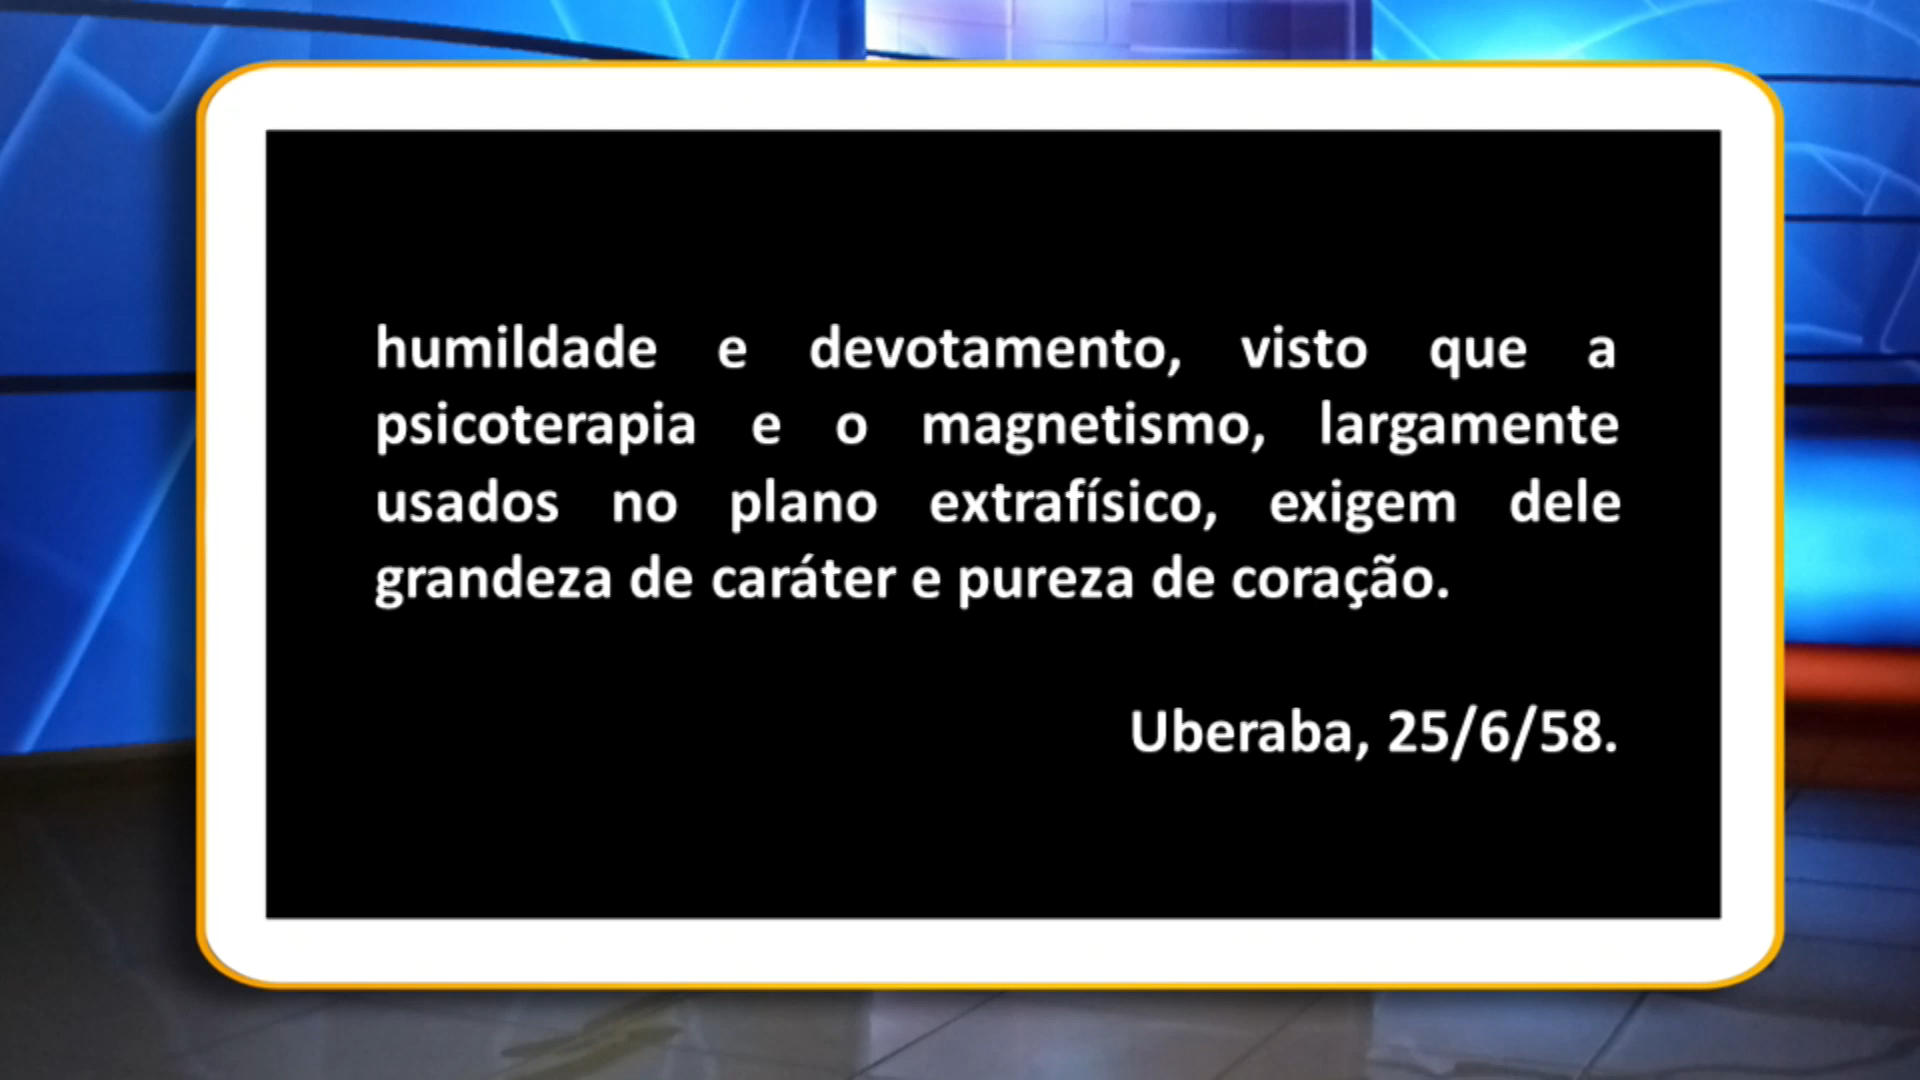 humildade e devotamento, visto que a
psicoterapia e o magnetismo, largamente
usados no plano extrafísico, exigem dele
grandeza de caráter e pureza de coração.
Uberaba, 25/6/58.